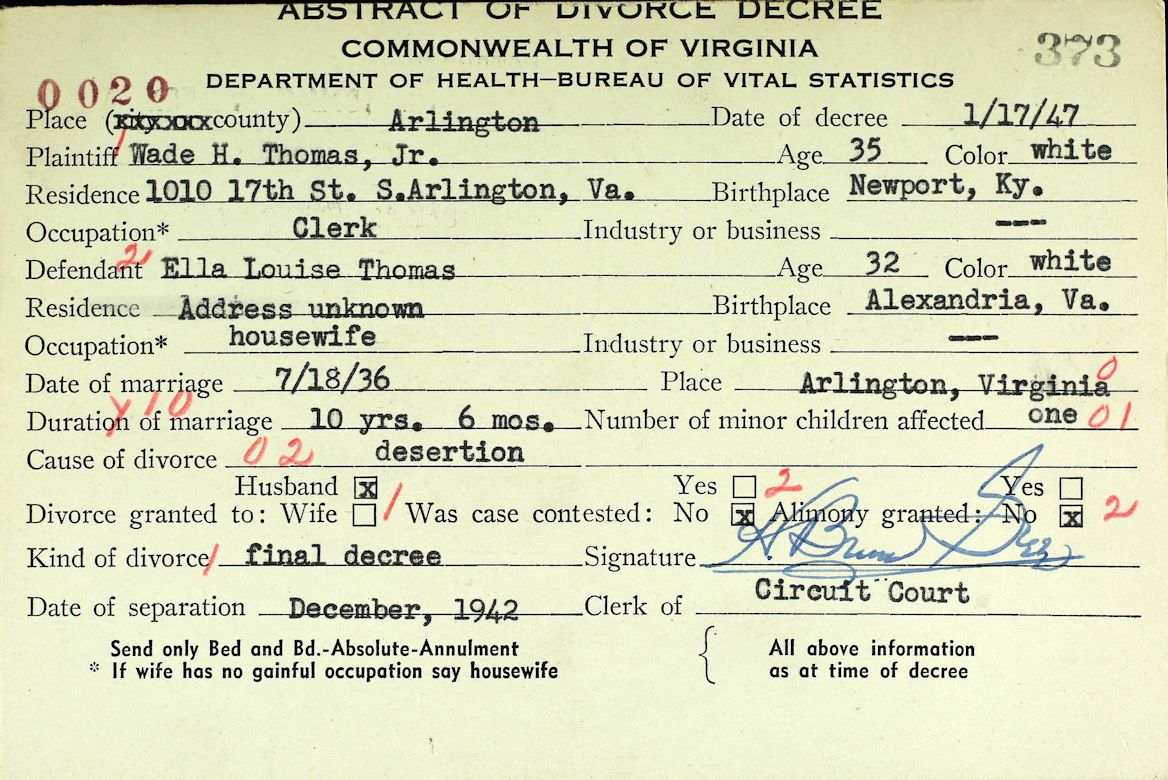 ABSTRACT OF DIVORCE DECREE
COMMONWEALTH OF VIRGINIA 373
DEPARTMENT OF HEALTH—BUREAU OF VITAL STATISTICS
0020
Place (xityxorxcounty) Arlington Date of decree 1/17/47
Plaintiff 1 Wade H. Thomas, Jr. Age 35 Color white
Residence 1010 17th St. S.Arlington, Va. Birthplace Newport, Ky.
Occupation* Clerk Industry or business ---
Defendant 2 Ella Louise Thomas Age 32 Color white
Residence Address unknown Birthplace Alexandria, Va.
Occupation* housewife Industry or business ---
Date of marriage 7/18/36 Place Arlington, Virginia 0
Duration of marriage Y10 10 yrs. 6 mos. Number of minor children affected one 01
Cause of divorce 02 desertion
Husband x Yes 2 Yes
Divorce granted to: Wife 1 Was case contested: No x Alimony granted: No x 2
Kind of divorce 1 final decree Signature
Date of separation December, 1942 Clerk of Circuit Court
Send only Bed and Bd.-Absolute-Annulment All above information
* If wife has no gainful occupation say housewife as at time of decree